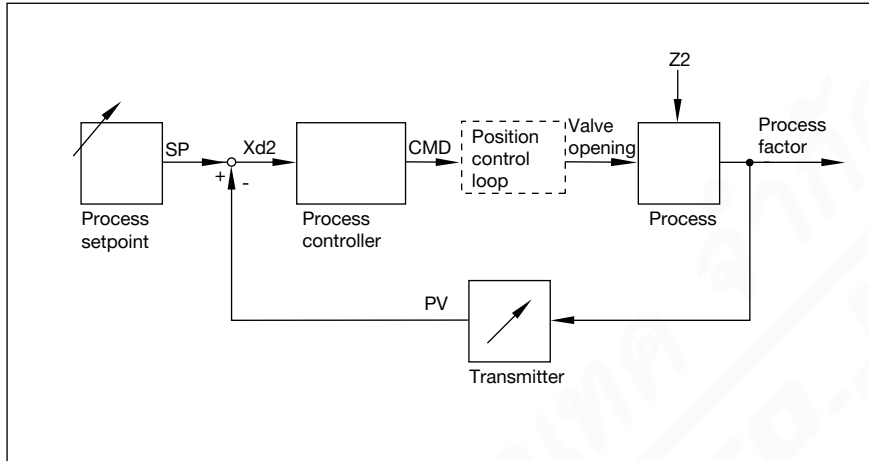 Z2
SP
Xd2
CMD
Position
control
loop
Valve
opening
Process
factor
+
-
Process
setpoint
Process
controller
Process
PV
Transmitter